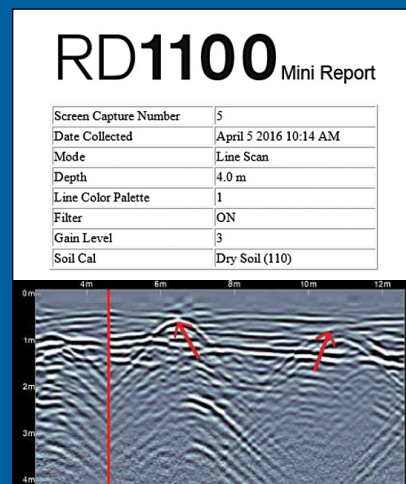 RD1100 Mini Report
Screen Capture Number 5
Date Collected April 5 2016 10:14 AM
Mode Line Scan
Depth 4.0 m
Line Color Palette 1
Filter ON
Gain Level 3
Soil Cal Dry Soil (110)
4m 6m 8m 10m 12m
0m
1m
2m
3m
4m